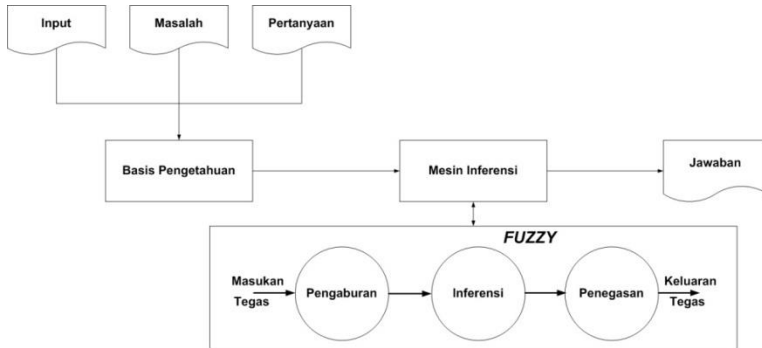 Input
Masalah
Pertanyaan
Basis Pengetahuan
Mesin Inferensi
Jawaban
FUZZY
Masukan
Tegas
Pengaburan
Inferensi
Penegasan
Keluaran
Tegas